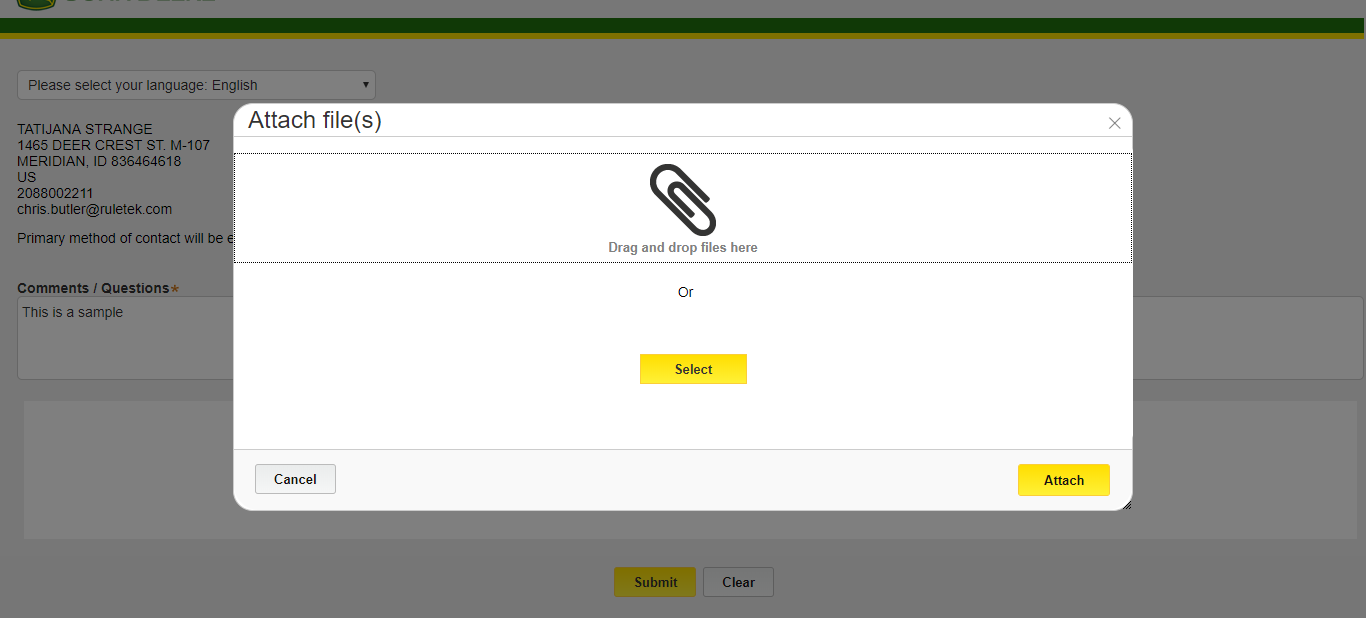 Please select your language: English
TATIJANA STRANGE
1465 DEER CREST ST. M-107
MERIDIAN, ID 836464618
US
2088002211
chris.butler@ruletek.com
Primary method of contact will be
Comments / Questions*
This is a sample
Attach file(s)
Drag and drop files here
Or
Select
Cancel
Attach
Submit
Clear